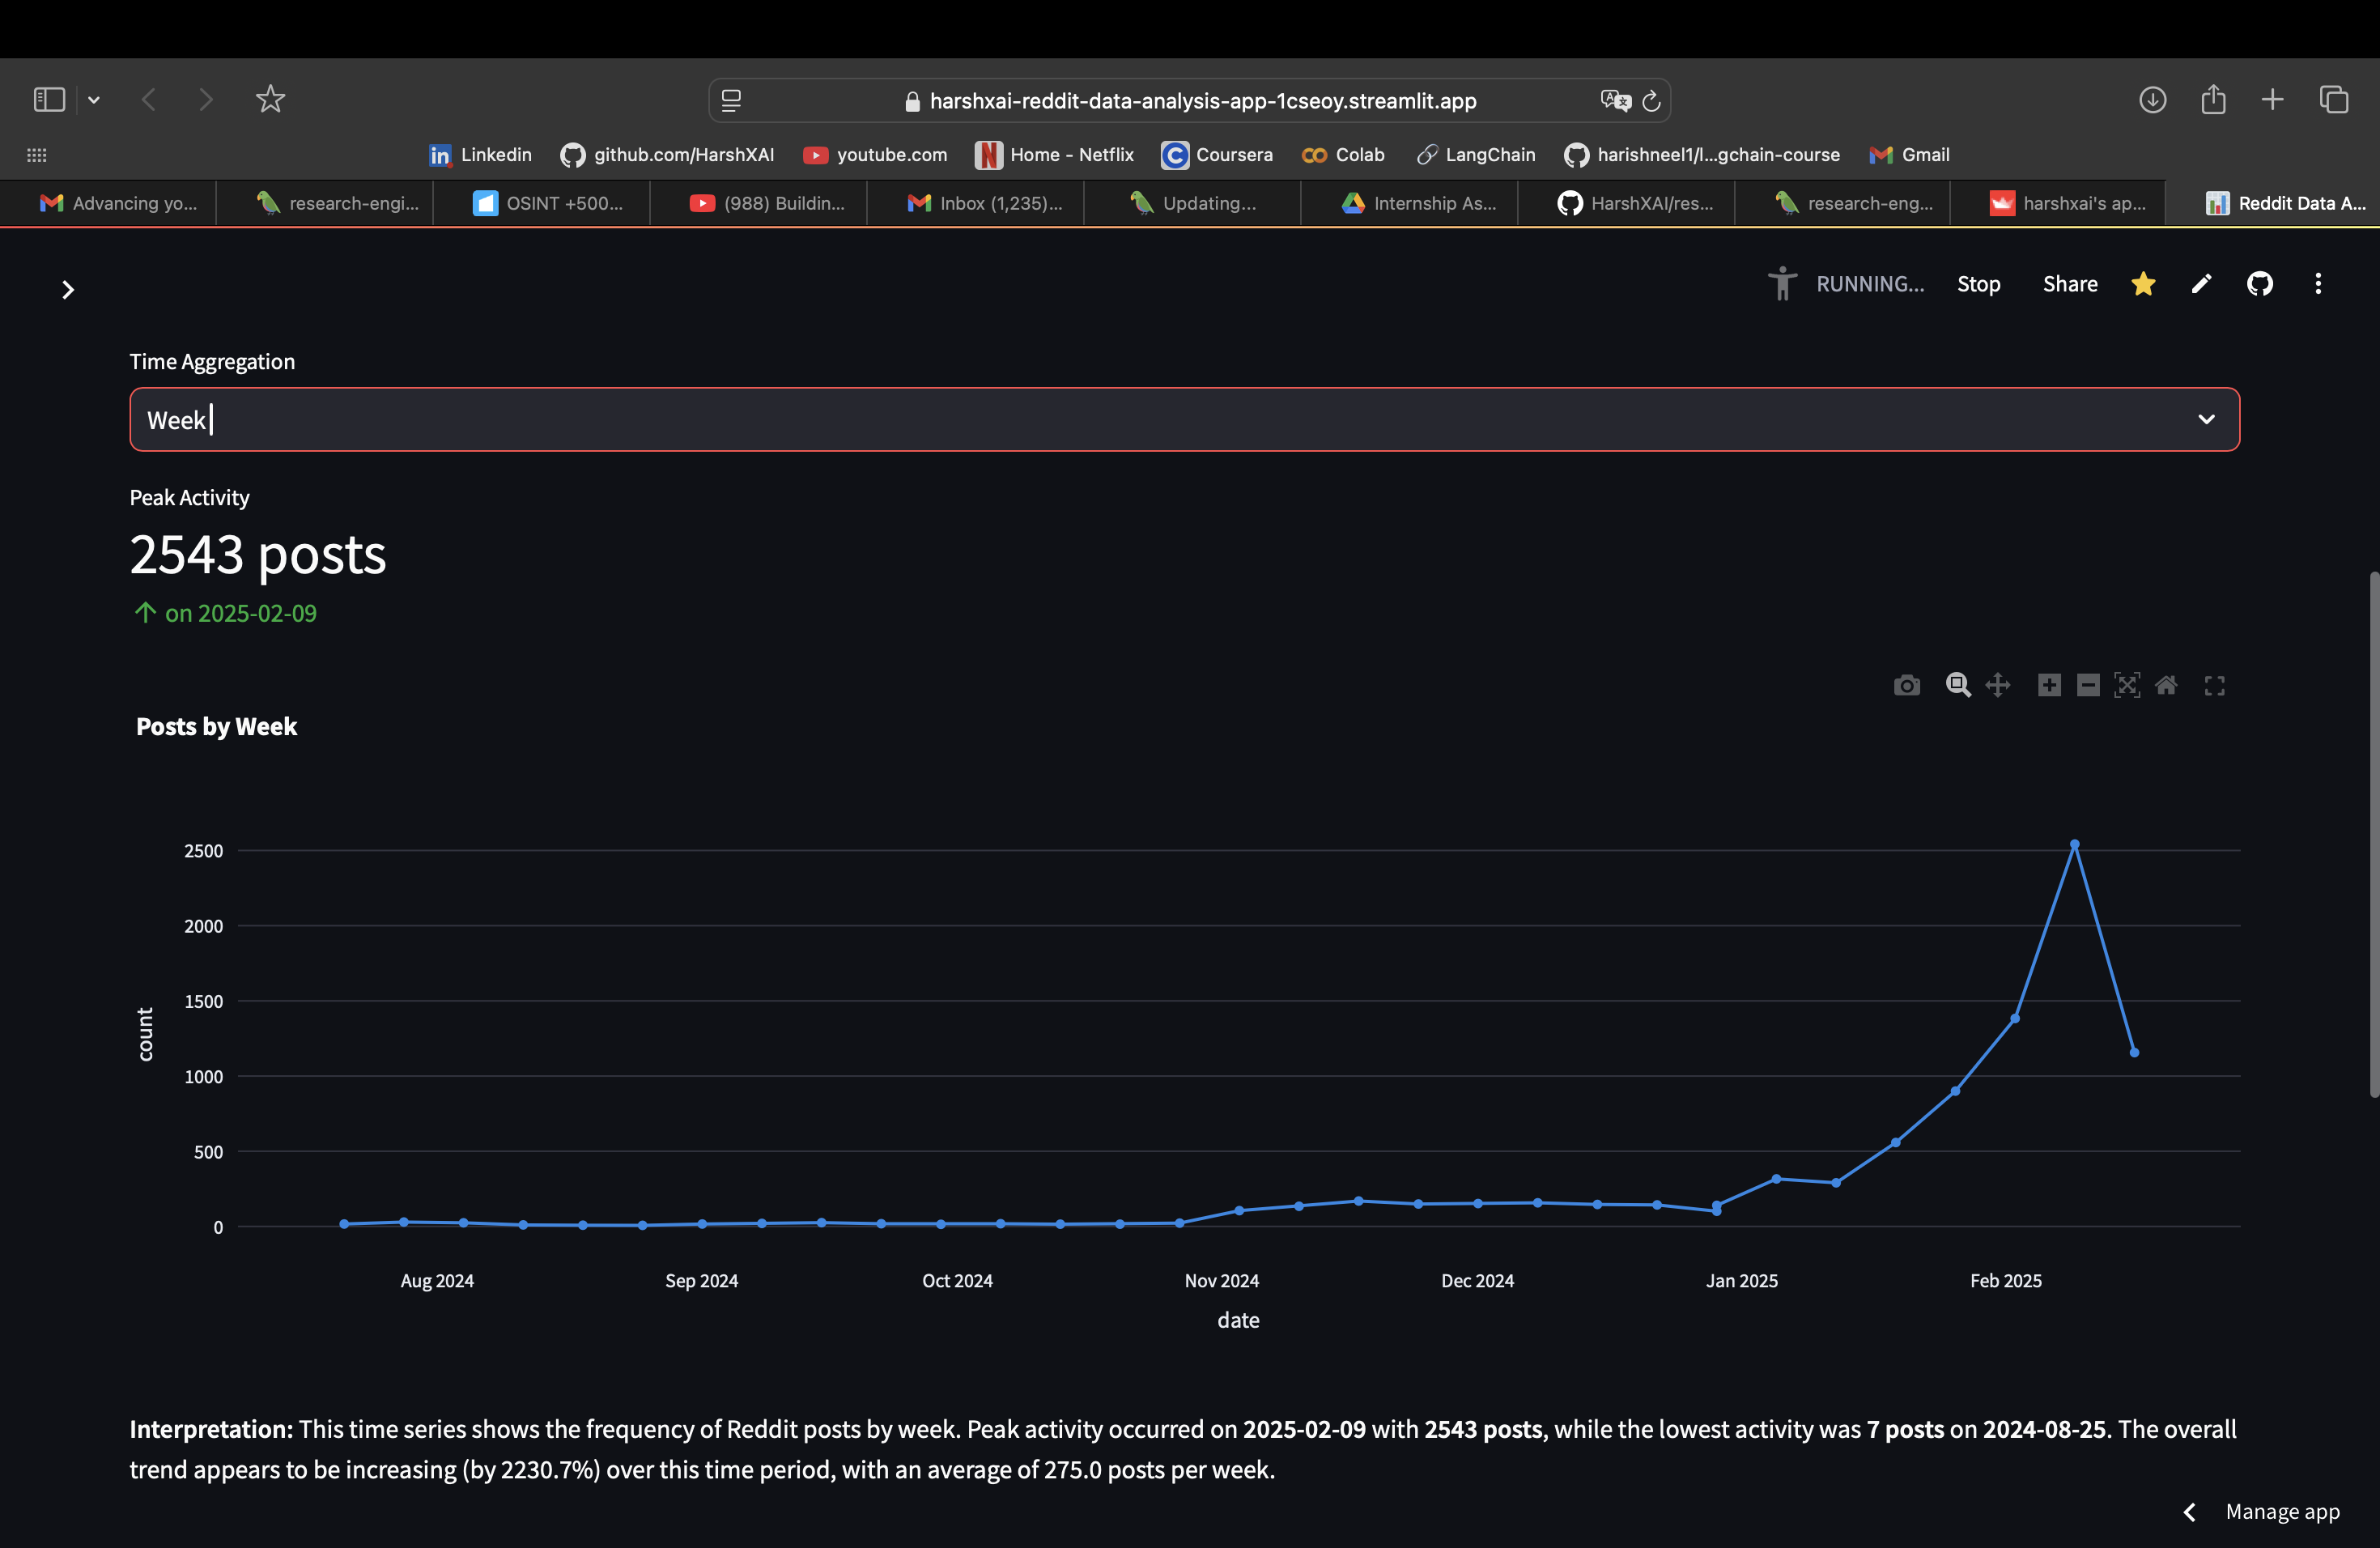 harshxai-reddit-data-analysis-app-1cseoy.streamlit.app
Linkedin github.com/HarshXAI youtube.com Home - Netflix Coursera Colab LangChain harishneel1/l...gchain-course Gmail
Advancing yo... research-engi... OSINT +500... (988) Buildin... Inbox (1,235)... Updating... Internship As... HarshXAI/res... research-eng... harshxai's ap... Reddit Data A...
RUNNING... Stop Share
Time Aggregation
Week
Peak Activity
2543 posts
↑ on 2025-02-09
Posts by Week
2500
2000
1500
1000
500
0
count
Aug 2024 Sep 2024 Oct 2024 Nov 2024 Dec 2024 Jan 2025 Feb 2025
date
Interpretation: This time series shows the frequency of Reddit posts by week. Peak activity occurred on 2025-02-09 with 2543 posts, while the lowest activity was 7 posts on 2024-08-25. The overall
trend appears to be increasing (by 2230.7%) over this time period, with an average of 275.0 posts per week.
Manage app